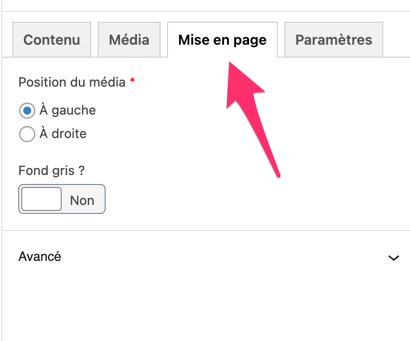 Contenu Média Mise en page Paramètres
Position du média *
À gauche
À droite
Fond gris ?
Non
Avancé